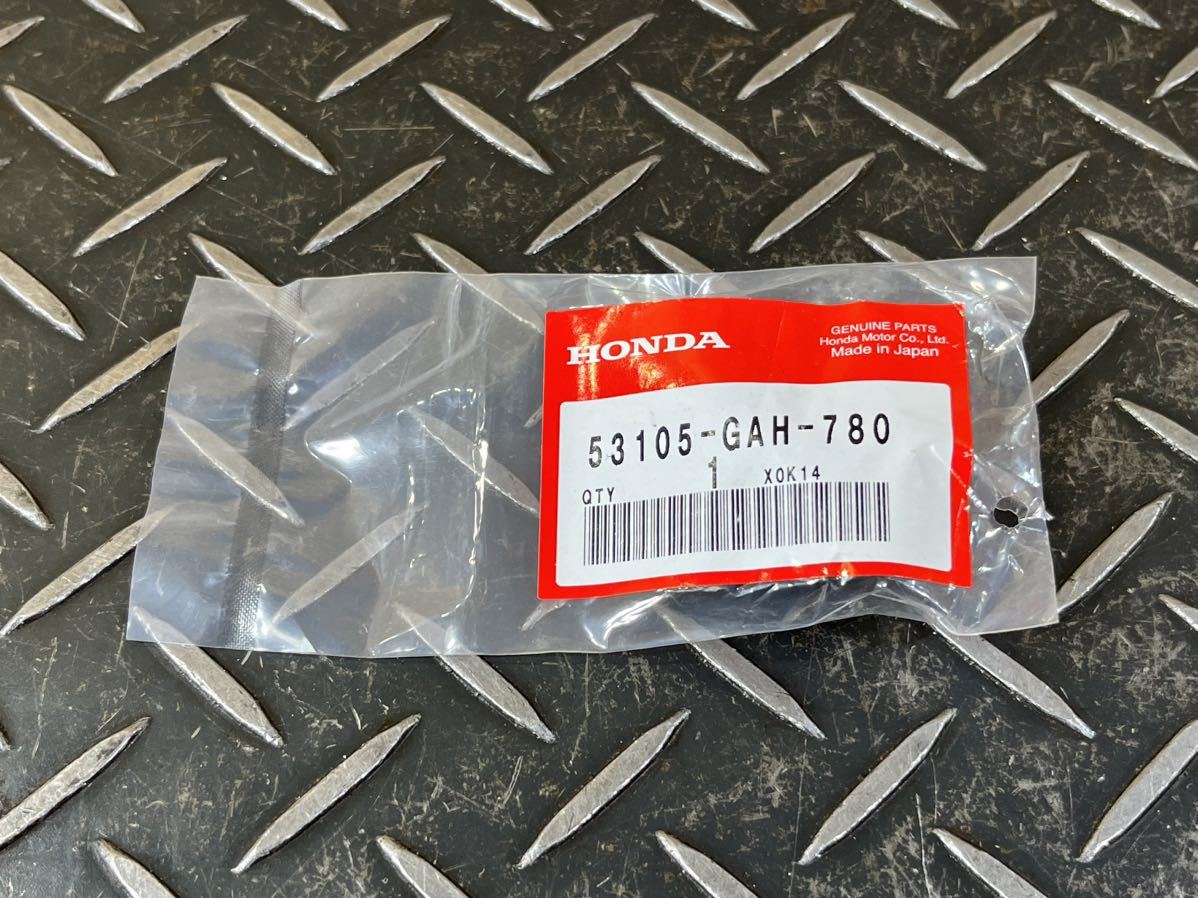 HONDA
GENUINE PARTS
Honda Motor Co., Ltd.
Made in Japan
53105-GAH-780
QTY 1 X0K14